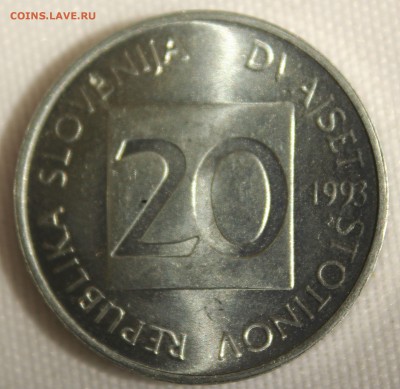 COINS.LAVE.RU
REPUBLIKA SLOVENIJA
DVAJSET STOTINOV
20
1993